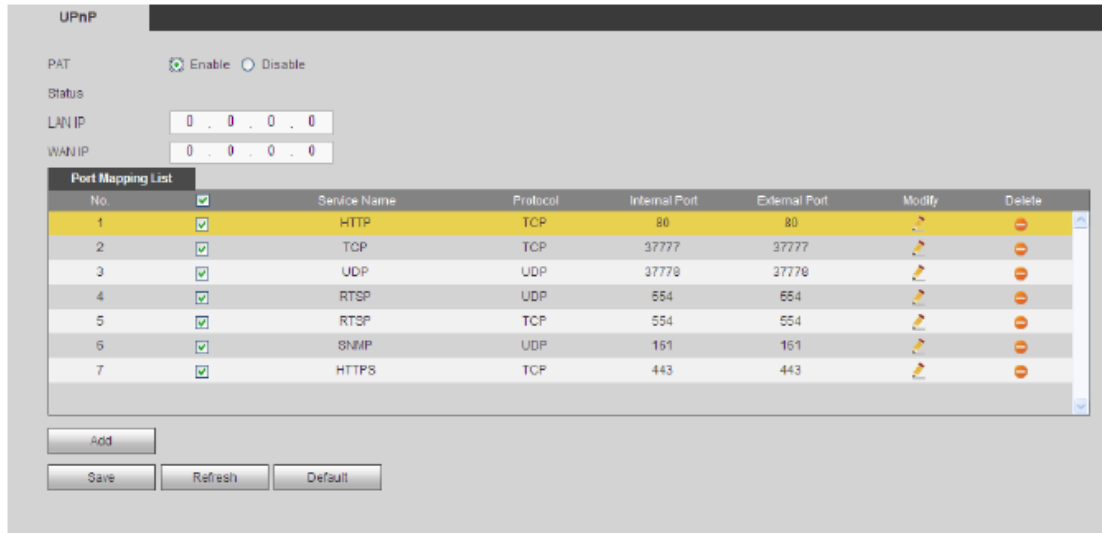 UPnP
PAT Enable Disable
Status
LAN IP 0 . 0 . 0 . 0
WAN IP 0 . 0 . 0 . 0
Port Mapping List
No. Service Name Protocol Internal Port External Port Modify Delete
1 HTTP TCP 80 80
2 TCP TCP 37777 37777
3 UDP UDP 37778 37778
4 RTSP UDP 554 554
5 RTSP TCP 554 554
6 SNMP UDP 161 161
7 HTTPS TCP 443 443
Add
Save Refresh Default